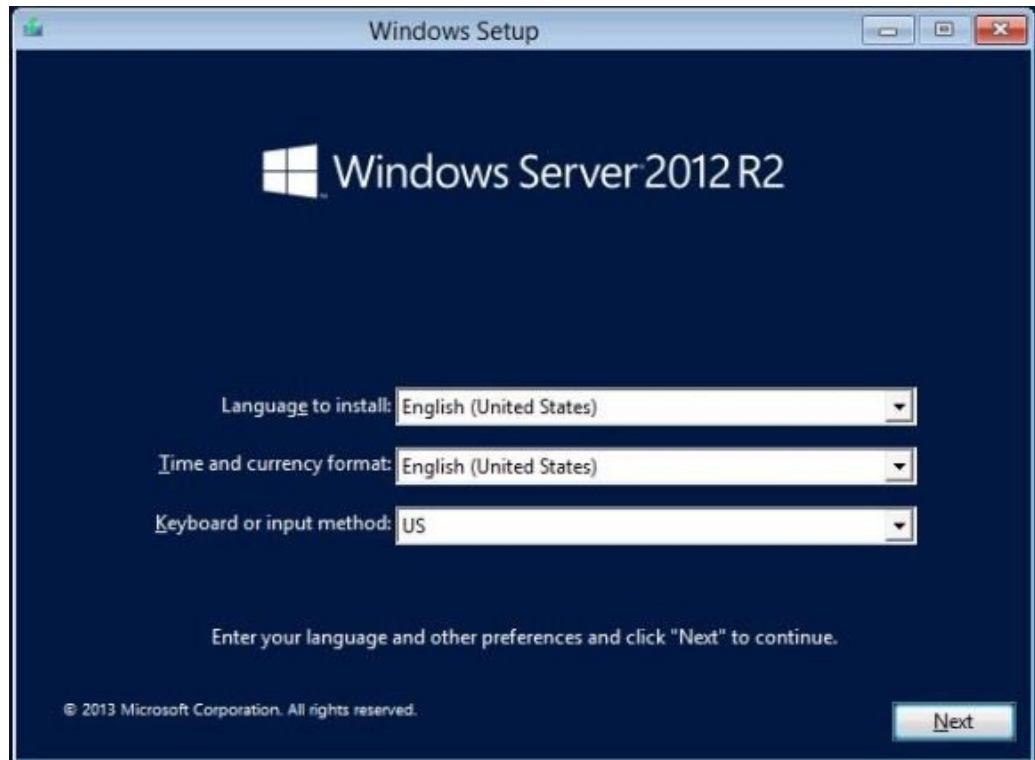 Windows Setup
Windows Server 2012 R2
Language to install: English (United States)
Time and currency format: English (United States)
Keyboard or input method: US
Enter your language and other preferences and click "Next" to continue.
© 2013 Microsoft Corporation. All rights reserved.
Next